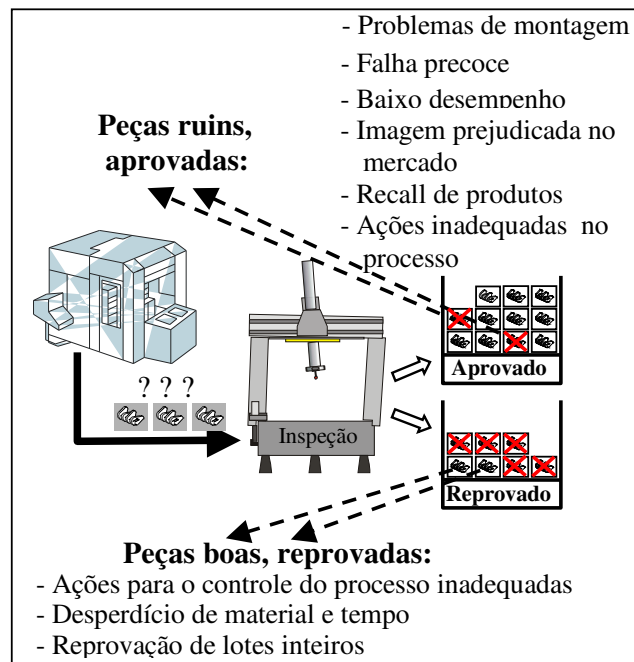 - Problemas de montagem
- Falha precoce
- Baixo desempenho
- Imagem prejudicada no
mercado
- Recall de produtos
- Ações inadequadas no
processo
Peças ruins,
aprovadas:
? ? ?
Inspeção
Aprovado
Reprovado
Peças boas, reprovadas:
- Ações para o controle do processo inadequadas
- Desperdício de material e tempo
- Reprovação de lotes inteiros